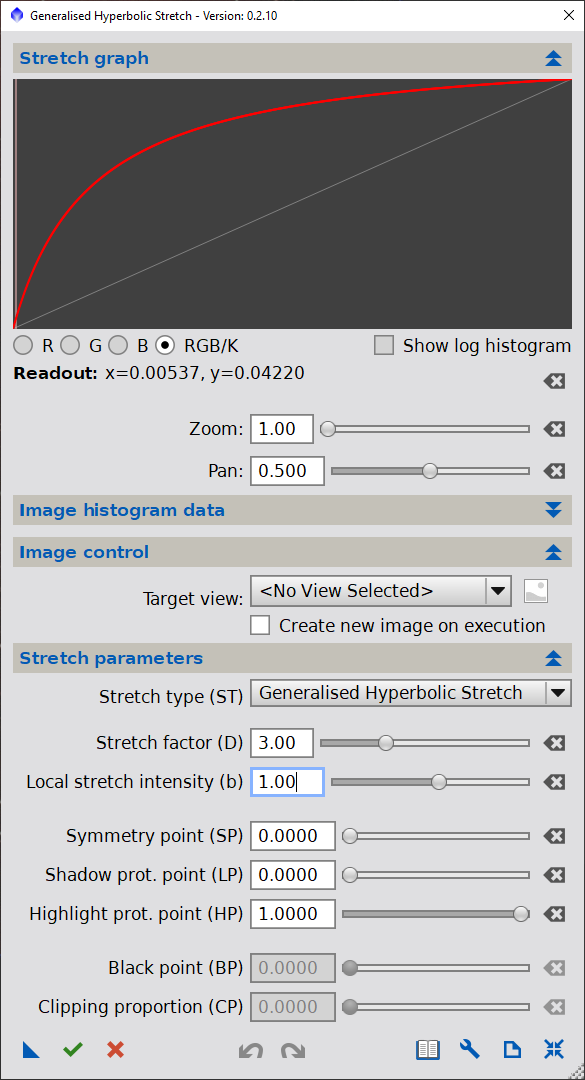 Generalised Hyperbolic Stretch - Version: 0.2.10
Stretch graph
R G B RGB/K Show log histogram
Readout: x=0.00537, y=0.04220
Zoom: 1.00
Pan: 0.500
Image histogram data
Image control
Target view: <No View Selected>
Create new image on execution
Stretch parameters
Stretch type (ST) Generalised Hyperbolic Stretch
Stretch factor (D) 3.00
Local stretch intensity (b) 1.00
Symmetry point (SP) 0.0000
Shadow prot. point (LP) 0.0000
Highlight prot. point (HP) 1.0000
Black point (BP) 0.0000
Clipping proportion (CP) 0.0000